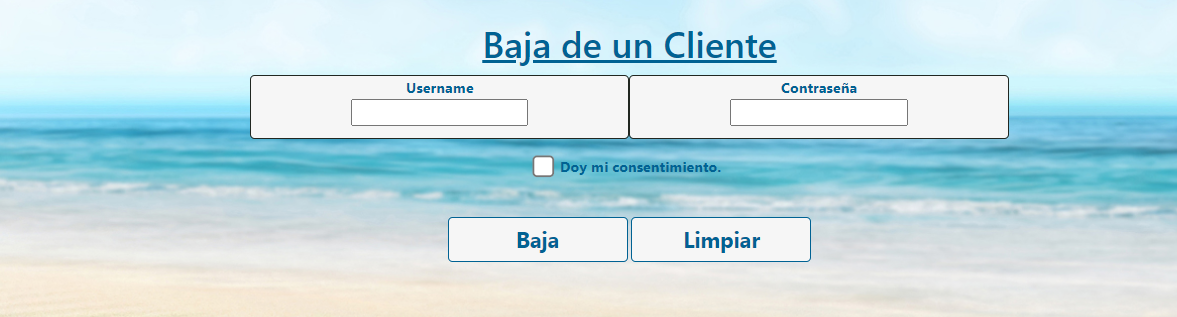 Baja de un Cliente
Username
Contraseña
Doy mi consentimiento.
Baja
Limpiar